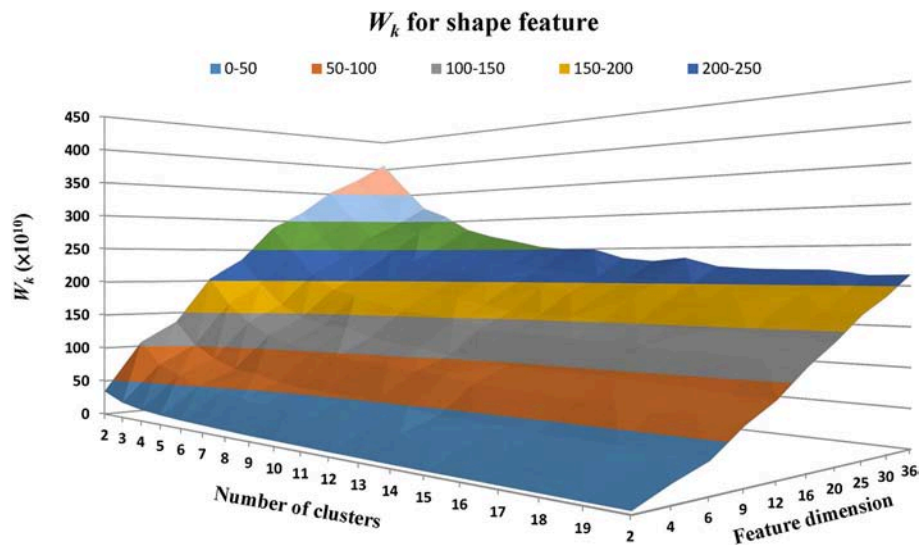 W_k for shape feature
0-50 50-100 100-150 150-200 200-250
450
400
350
300
250
200
150
100
50
0
W_k (×10¹⁰)
2 3 4 5 6 7 8 9 10 11 12 13 14 15 16 17 18 19
Number of clusters
2 4 6 9 12 16 20 25 30 36
Feature dimension